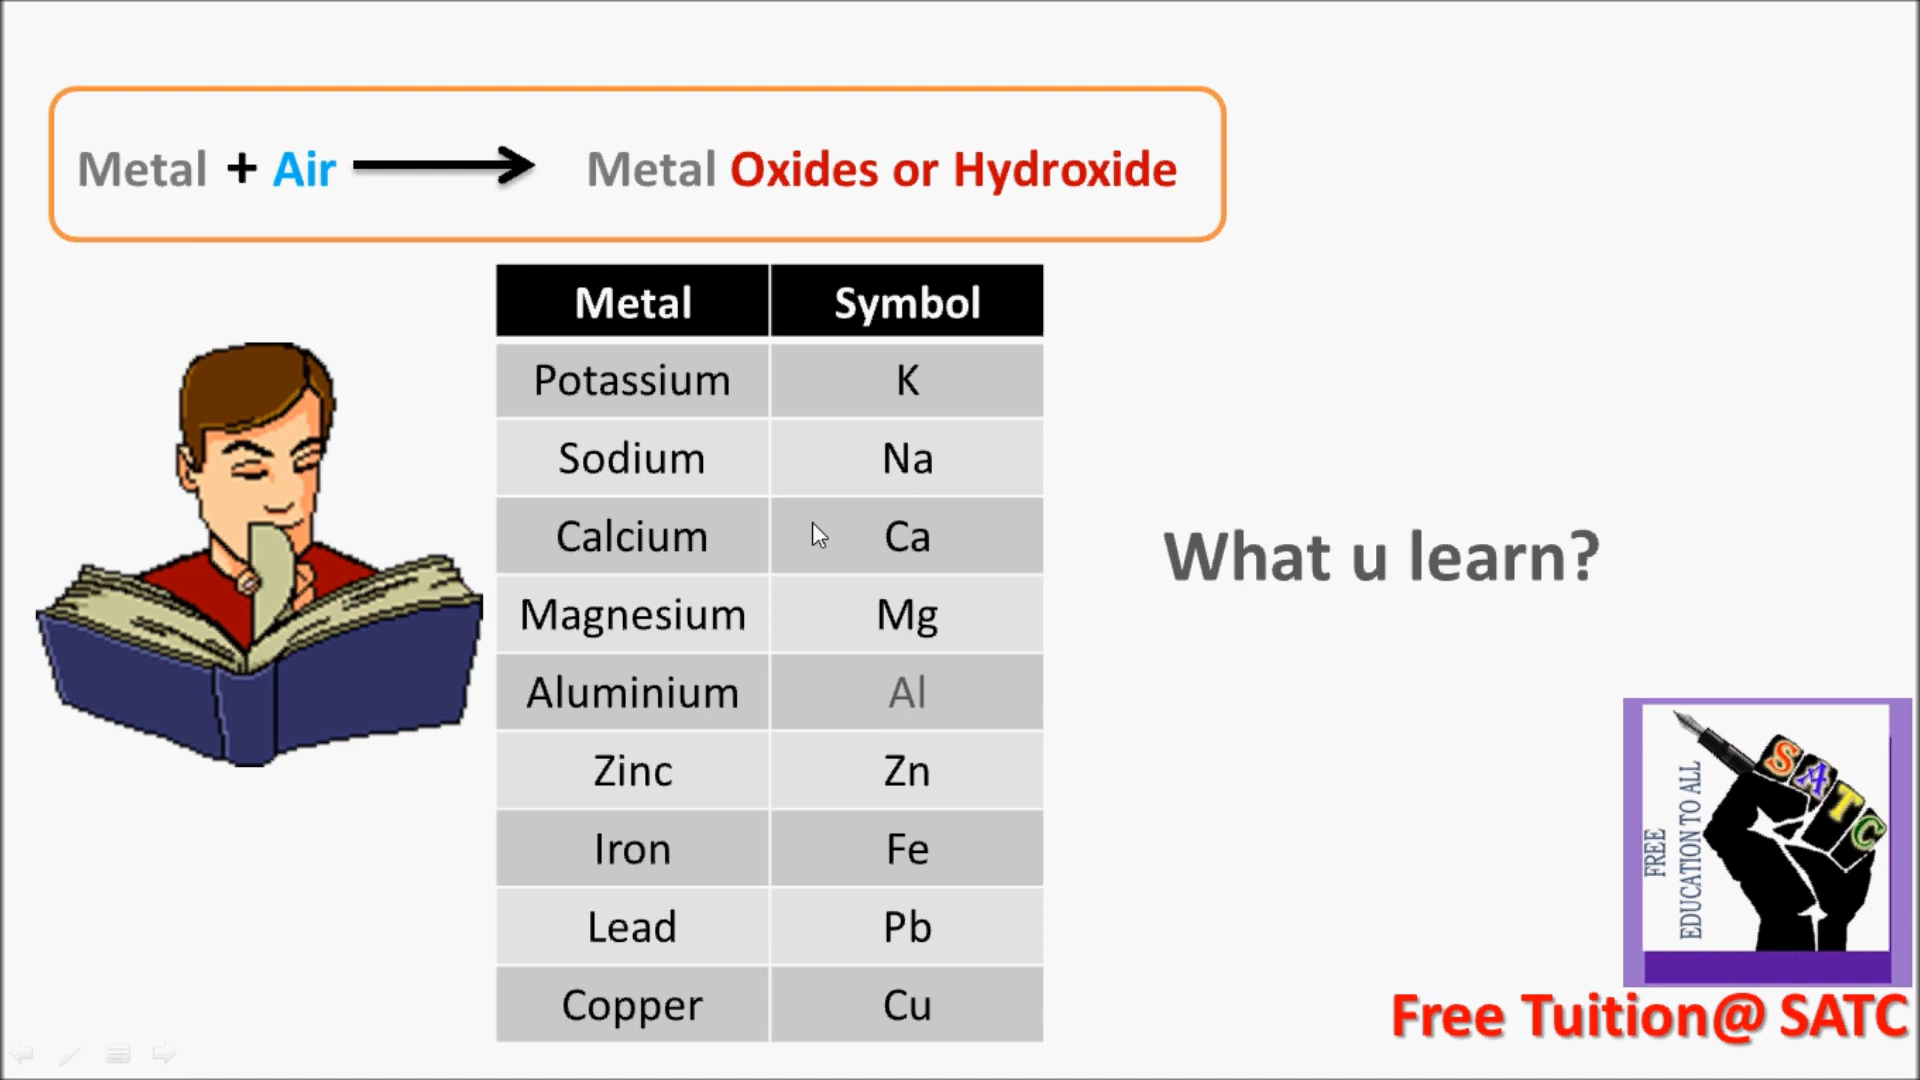 Metal + Air Metal Oxides or Hydroxide
Metal Symbol
Potassium K
Sodium Na
Calcium Ca
Magnesium Mg
Aluminium Al
Zinc Zn
Iron Fe
Lead Pb
Copper Cu
What u learn?
FREE
EDUCATION TO ALL
SATC
Free Tuition@ SATC